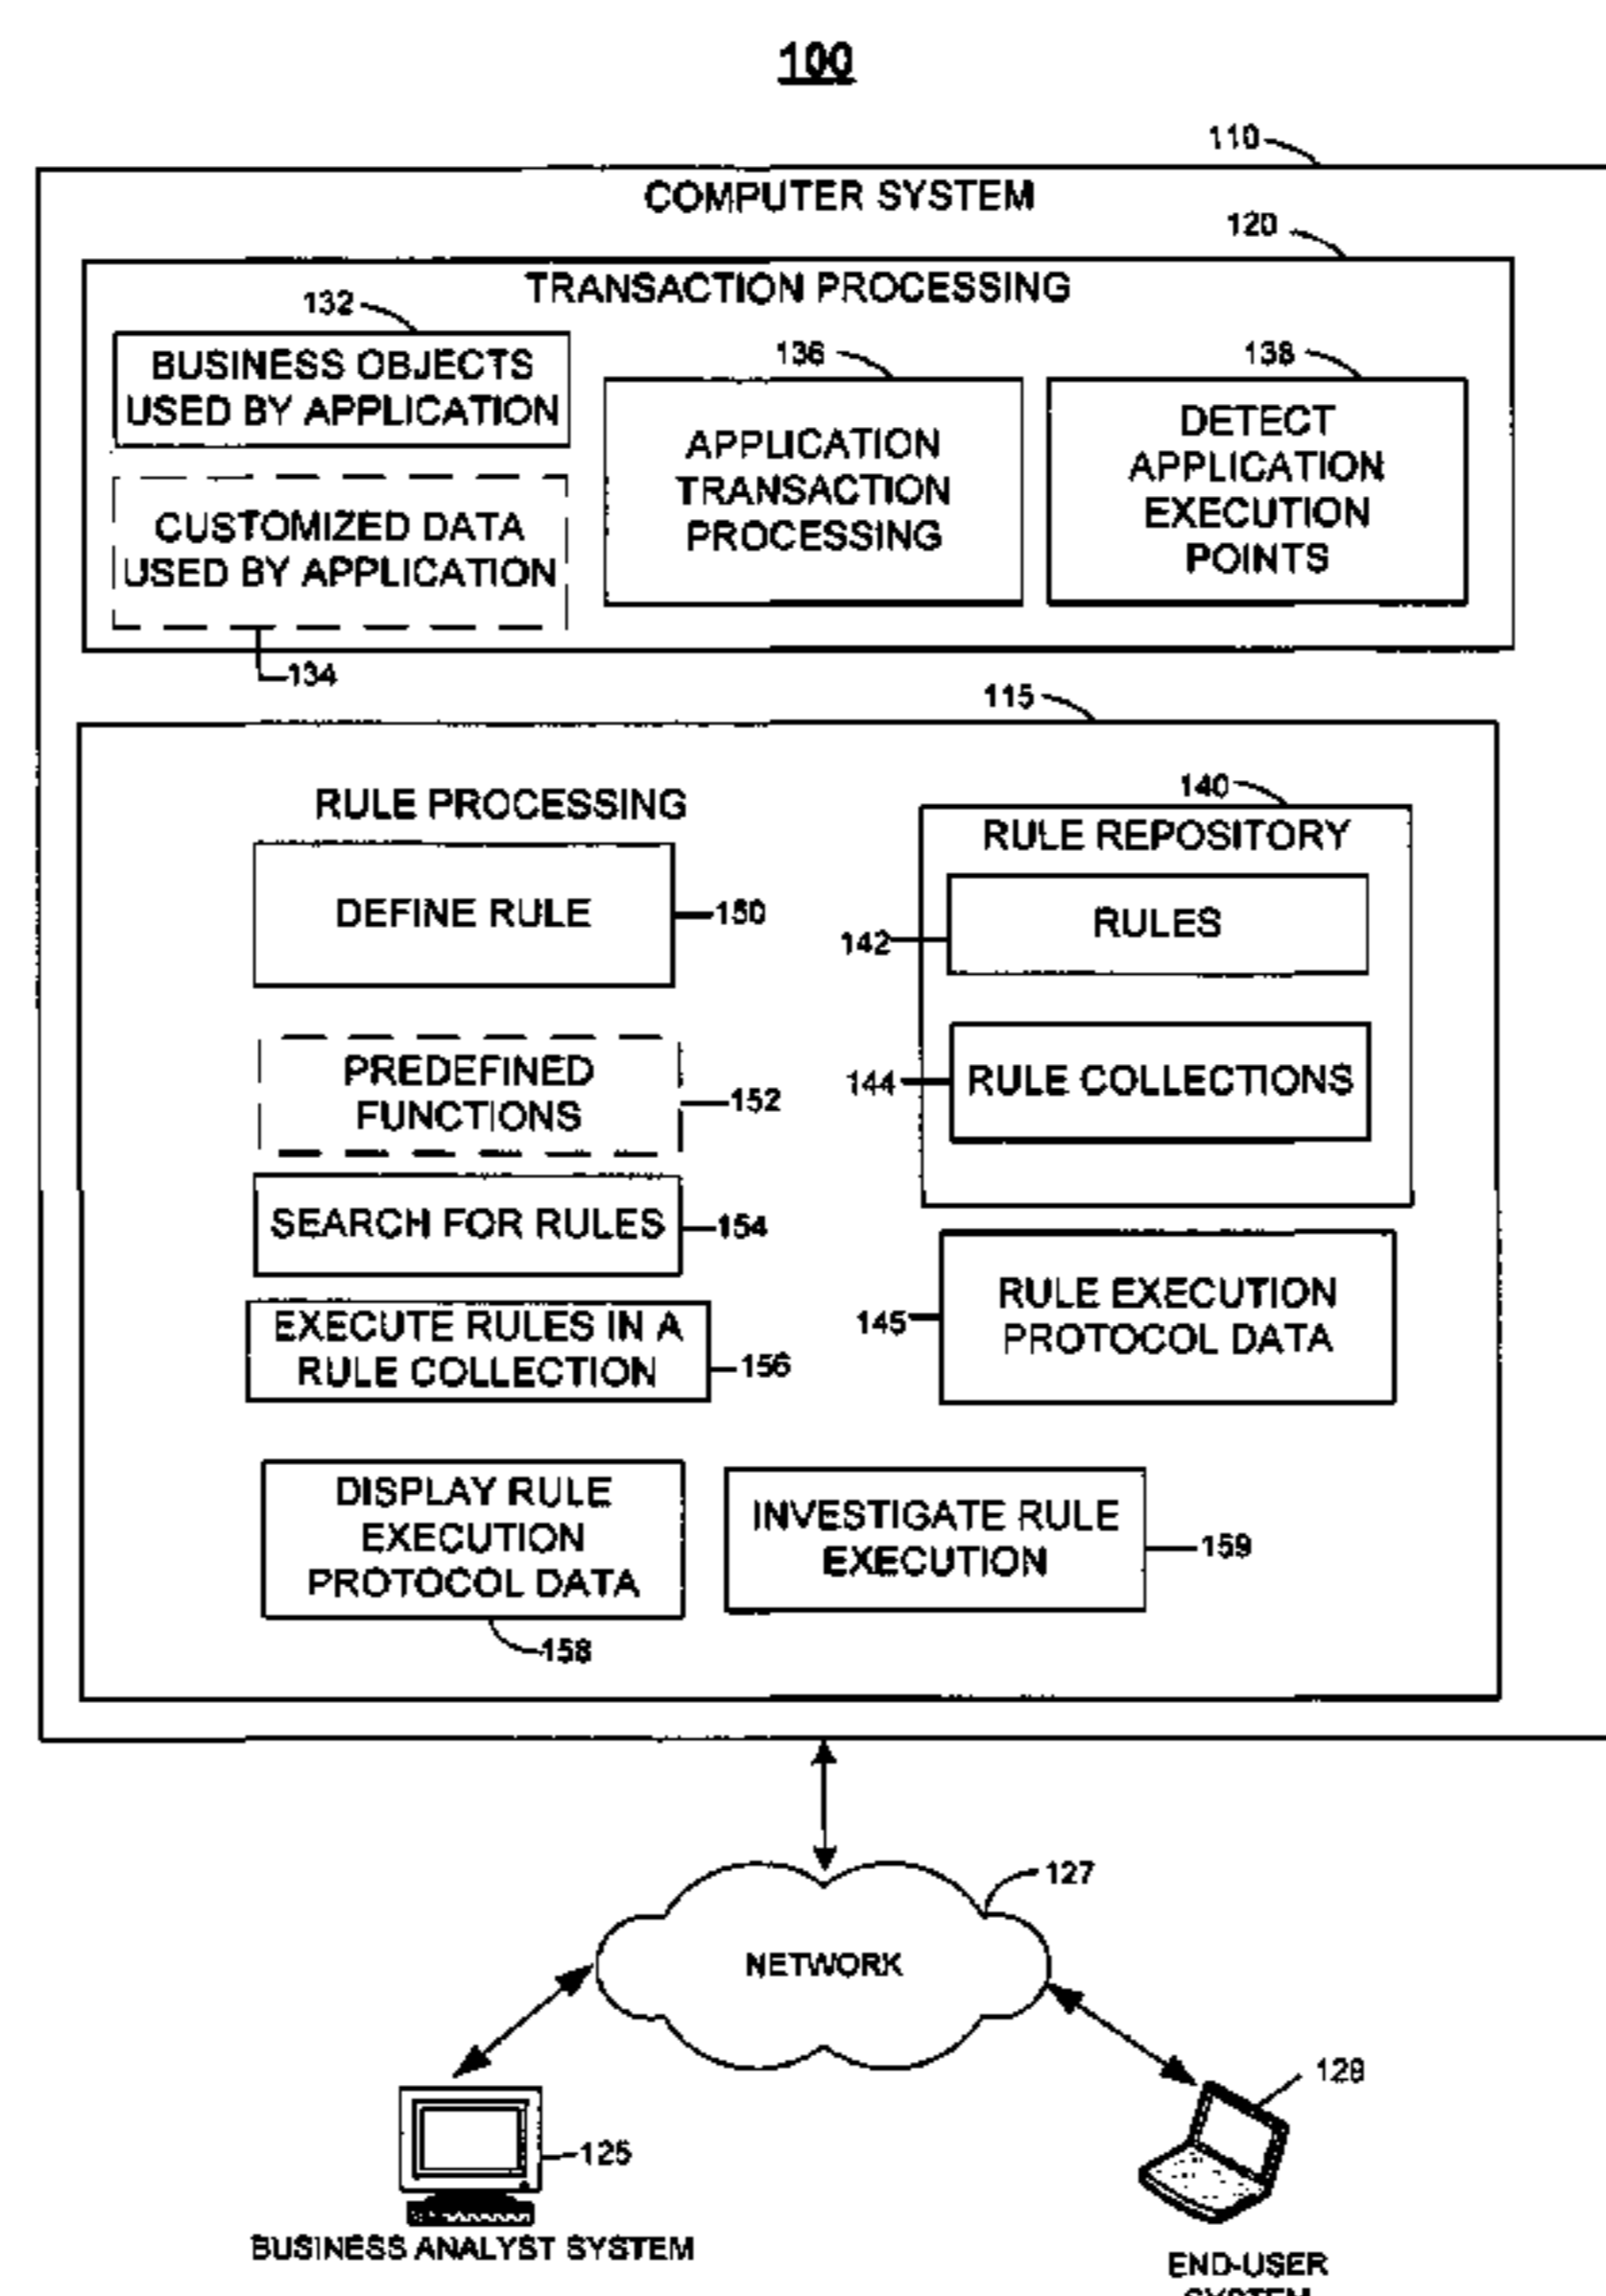 100
110
COMPUTER SYSTEM
120
TRANSACTION PROCESSING
132
BUSINESS OBJECTS
USED BY APPLICATION
CUSTOMIZED DATA
USED BY APPLICATION
134
136
APPLICATION
TRANSACTION
PROCESSING
138
DETECT
APPLICATION
EXECUTION
POINTS
115
RULE PROCESSING
DEFINE RULE
150
PREDEFINED
FUNCTIONS
152
SEARCH FOR RULES
154
EXECUTE RULES IN A
RULE COLLECTION
156
DISPLAY RULE
EXECUTION
PROTOCOL DATA
158
140
RULE REPOSITORY
RULES
142
144
RULE COLLECTIONS
145
RULE EXECUTION
PROTOCOL DATA
INVESTIGATE RULE
EXECUTION
159
127
NETWORK
125
BUSINESS ANALYST SYSTEM
128
END-USER
SYSTEM